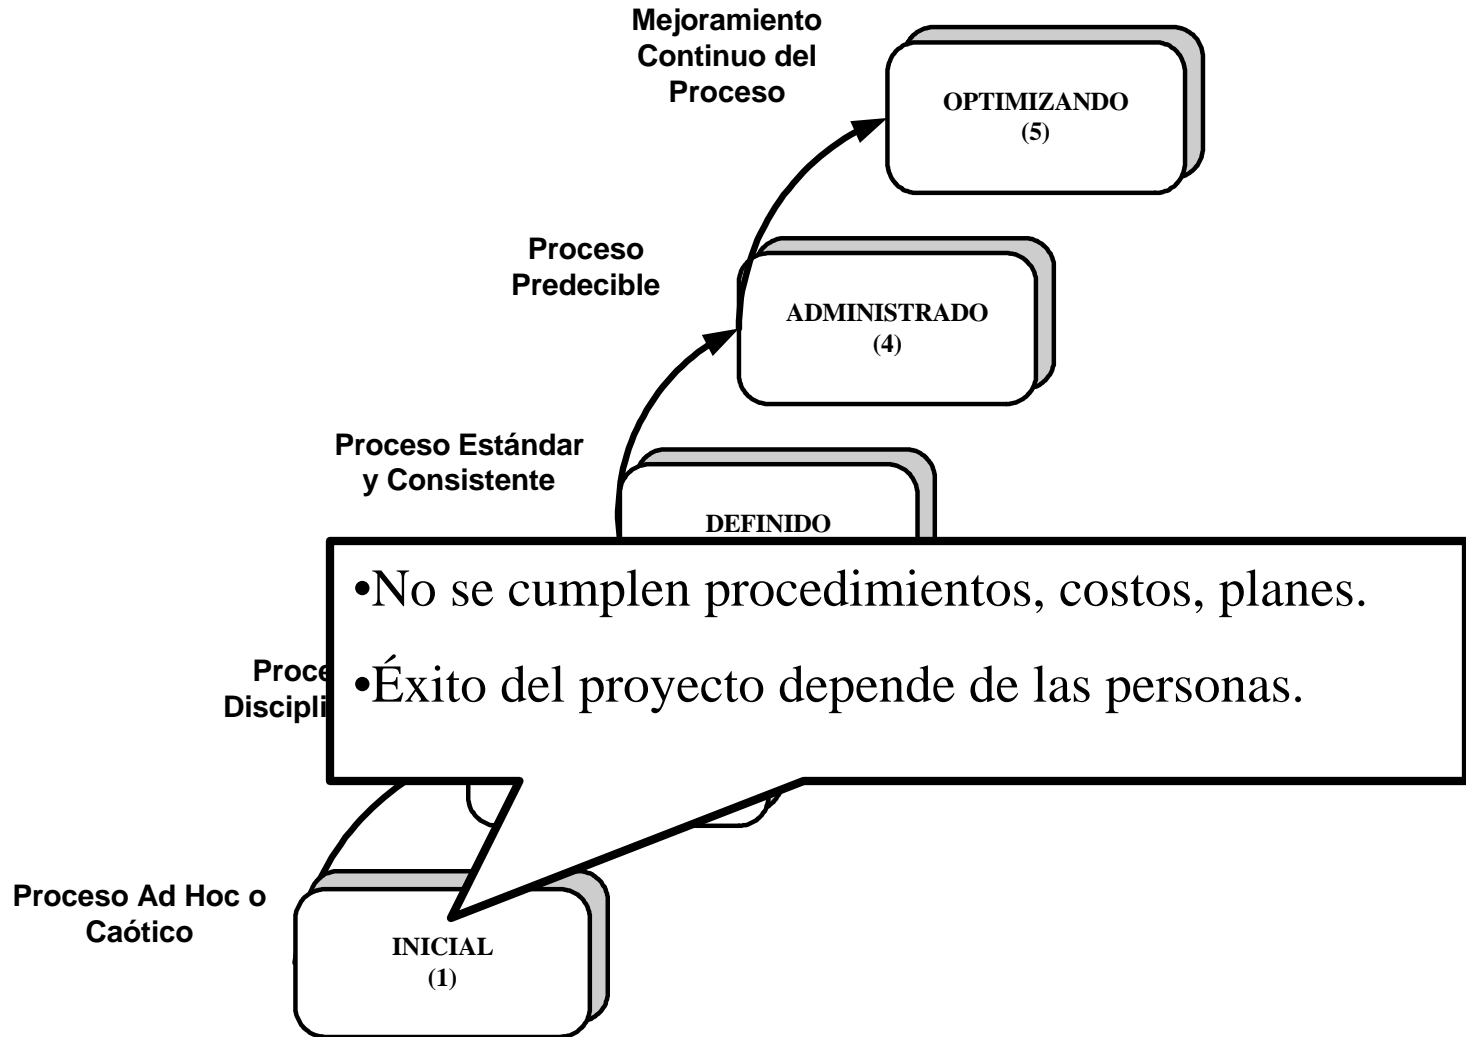 Mejoramiento
Continuo del
Proceso
OPTIMIZANDO
(5)
Proceso
Predecible
ADMINISTRADO
(4)
Proceso Estándar
y Consistente
DEFINIDO
•No se cumplen procedimientos, costos, planes.
•Éxito del proyecto depende de las personas.
Proceso Ad Hoc o
Caótico
INICIAL
(1)